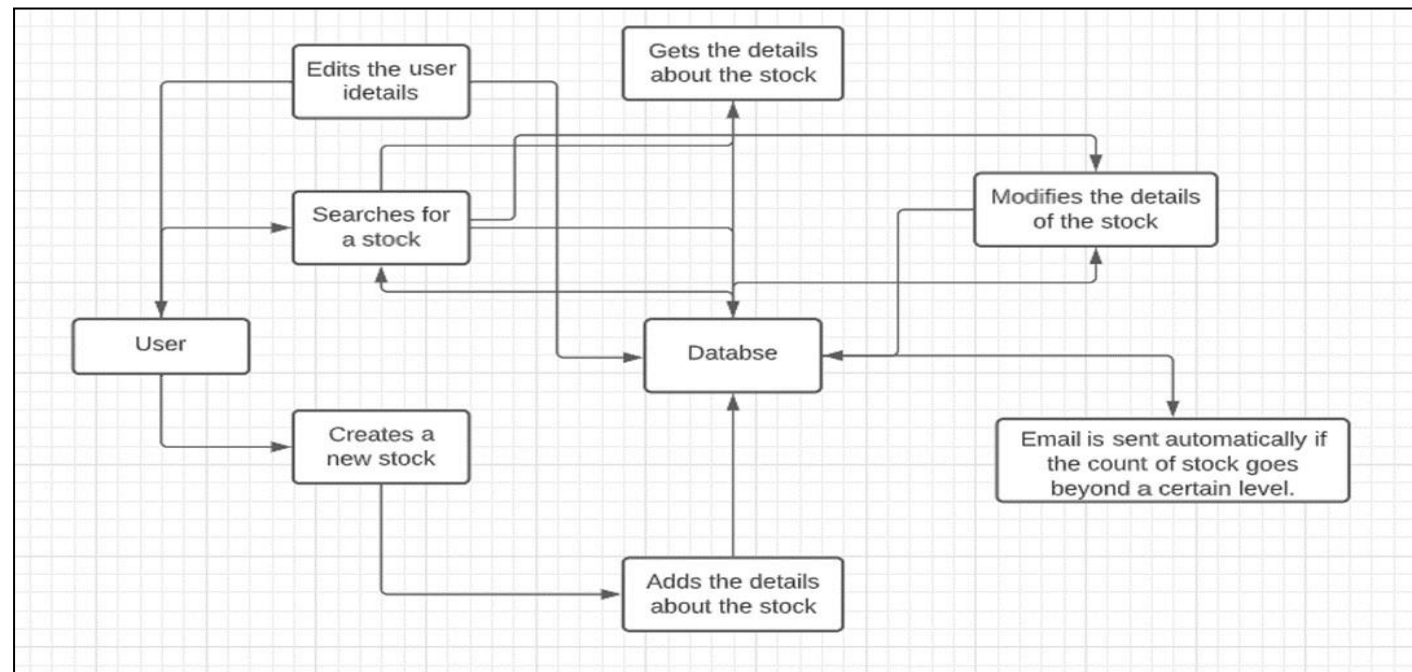 Edits the user
idetails
Gets the details
about the stock
Searches for
a stock
Modifies the details
of the stock
User
Databse
Creates a
new stock
Email is sent automatically if
the count of stock goes
beyond a certain level.
Adds the details
about the stock